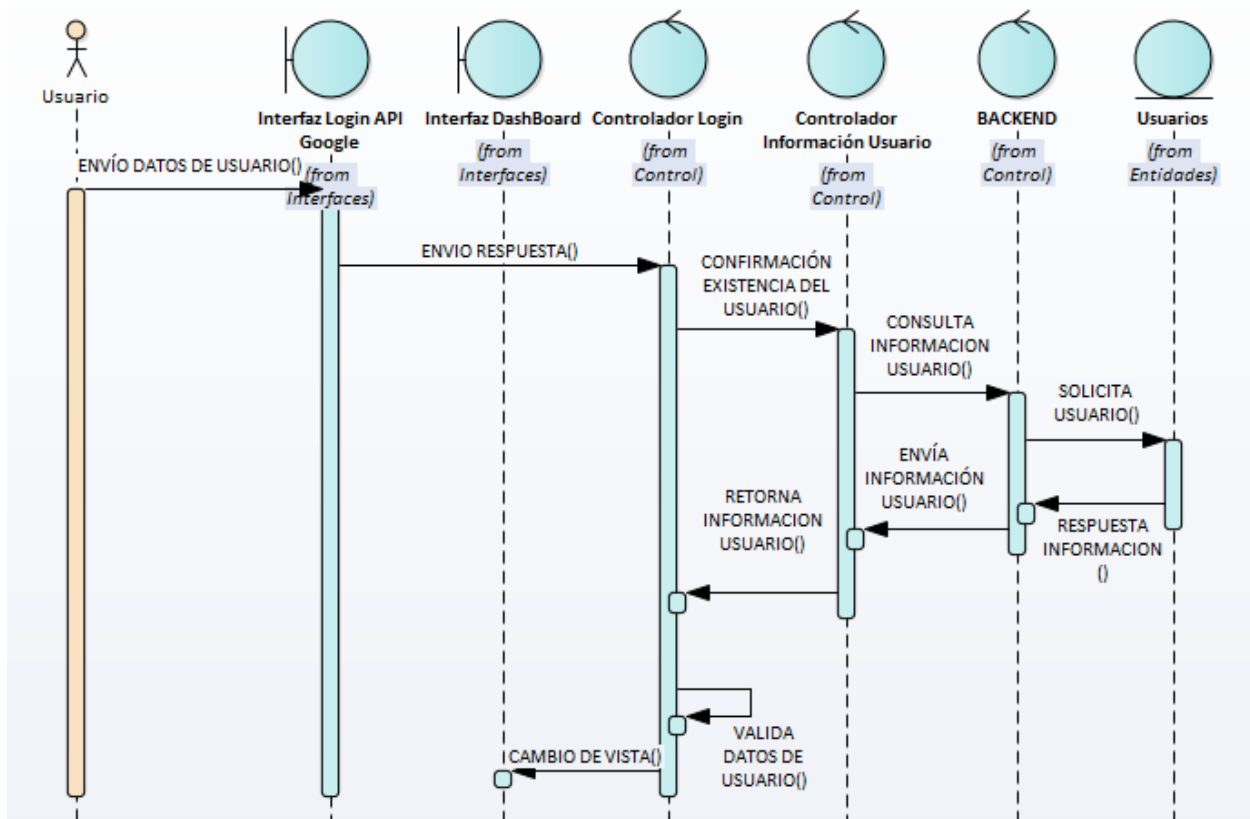 Usuario
Interfaz Login API
Google
(from
Interfaces)
Interfaz DashBoard
(from
Interfaces)
Controlador Login
(from
Control)
Controlador
Información Usuario
(from
Control)
BACKEND
(from
Control)
Usuarios
(from
Entidades)
ENVÍO DATOS DE USUARIO()
ENVIO RESPUESTA()
CONFIRMACIÓN
EXISTENCIA DEL
USUARIO()
CONSULTA
INFORMACION
USUARIO()
SOLICITA
USUARIO()
RESPUESTA
INFORMACION
()
ENVÍA
INFORMACIÓN
USUARIO()
RETORNA
INFORMACION
USUARIO()
VALIDA
DATOS DE
USUARIO()
CAMBIO DE VISTA()